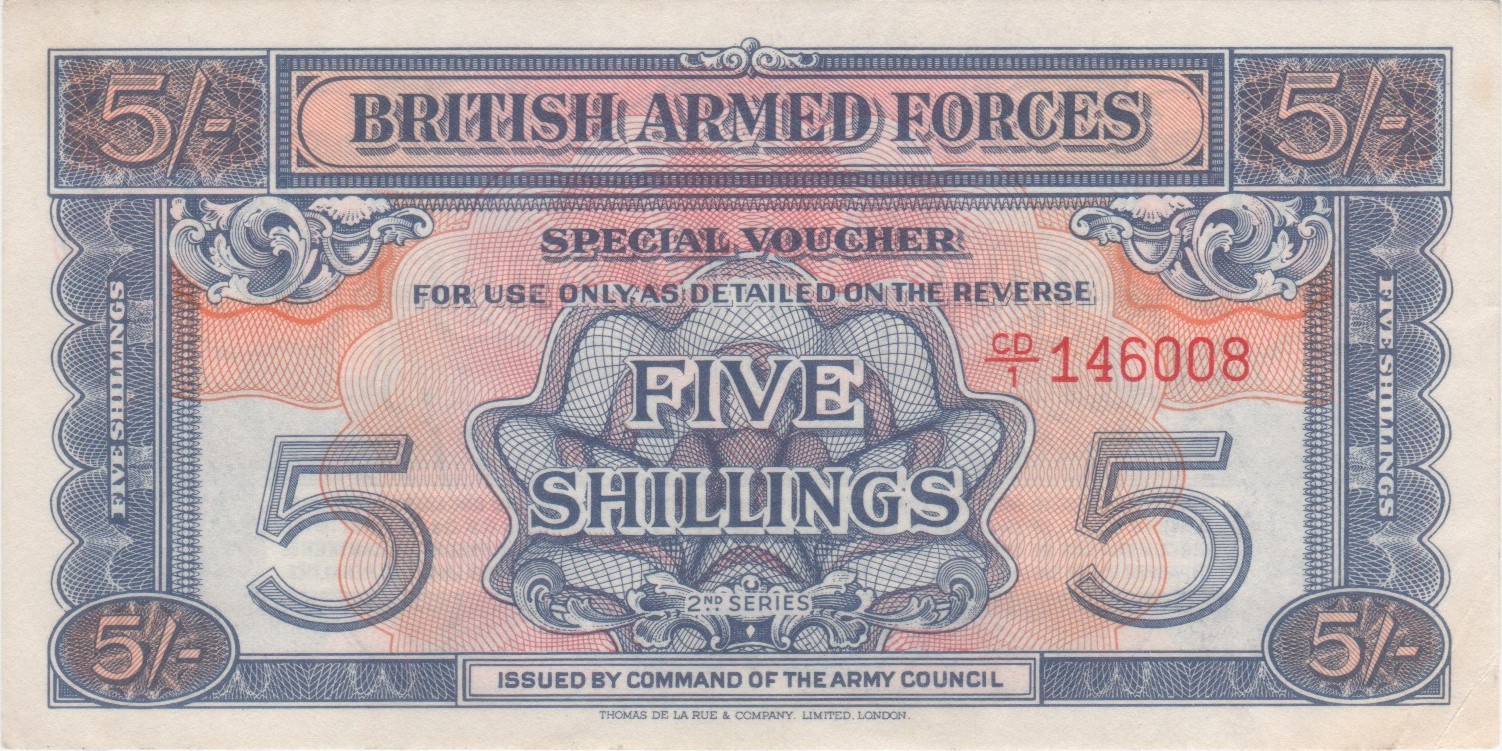 5/- BRITISH ARMED FORCES 5/-
SPECIAL VOUCHER
FOR USE ONLY AS DETAILED ON THE REVERSE
CD/1 146008
FIVE SHILLINGS
FIVE SHILLINGS
FIVE
SHILLINGS
5 5
2ND SERIES
5/- 5/-
ISSUED BY COMMAND OF THE ARMY COUNCIL
THOMAS DE LA RUE & COMPANY. LIMITED. LONDON.